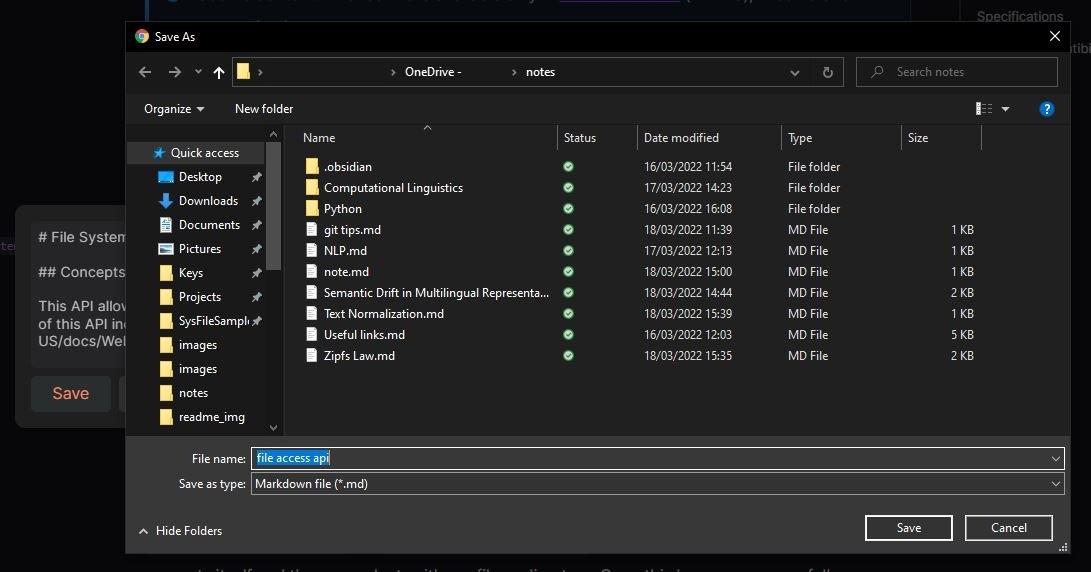 Specifications
Save As
OneDrive -
notes
Search notes
Organize
New folder
Name Status Date modified Type Size
Quick access
Desktop
Downloads
Documents
Pictures
Keys
Projects
SysFileSampl
images
images
notes
readme_img
.obsidian 16/03/2022 11:54 File folder
Computational Linguistics 17/03/2022 14:23 File folder
Python 16/03/2022 16:08 File folder
git tips.md 18/03/2022 11:39 MD File 1 KB
NLP.md 17/03/2022 12:13 MD File 1 KB
note.md 18/03/2022 15:00 MD File 1 KB
Semantic Drift in Multilingual Representa... 18/03/2022 14:44 MD File 2 KB
Text Normalization.md 18/03/2022 15:39 MD File 1 KB
Useful links.md 16/03/2022 12:03 MD File 5 KB
Zipfs Law.md 18/03/2022 15:35 MD File 2 KB
# File System
## Concepts
This API allow
of this API in
US/docs/We
Save
File name: file access api
Save as type: Markdown file (*.md)
Hide Folders
Save
Cancel